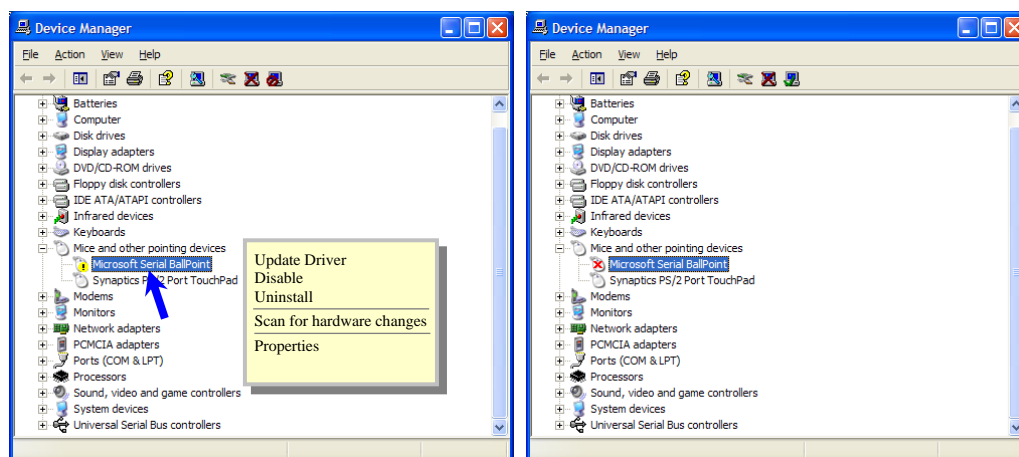 Device Manager
File Action View Help
Batteries
Computer
Disk drives
Display adapters
DVD/CD-ROM drives
Floppy disk controllers
IDE ATA/ATAPI controllers
Infrared devices
Keyboards
Mice and other pointing devices
Microsoft Serial BallPoint
Synaptics PS/2 Port TouchPad
Modems
Monitors
Network adapters
PCMCIA adapters
Ports (COM & LPT)
Processors
Sound, video and game controllers
System devices
Universal Serial Bus controllers
Update Driver
Disable
Uninstall
Scan for hardware changes
Properties
Device Manager
File Action View Help
Batteries
Computer
Disk drives
Display adapters
DVD/CD-ROM drives
Floppy disk controllers
IDE ATA/ATAPI controllers
Infrared devices
Keyboards
Mice and other pointing devices
Microsoft Serial BallPoint
Synaptics PS/2 Port TouchPad
Modems
Monitors
Network adapters
PCMCIA adapters
Ports (COM & LPT)
Processors
Sound, video and game controllers
System devices
Universal Serial Bus controllers